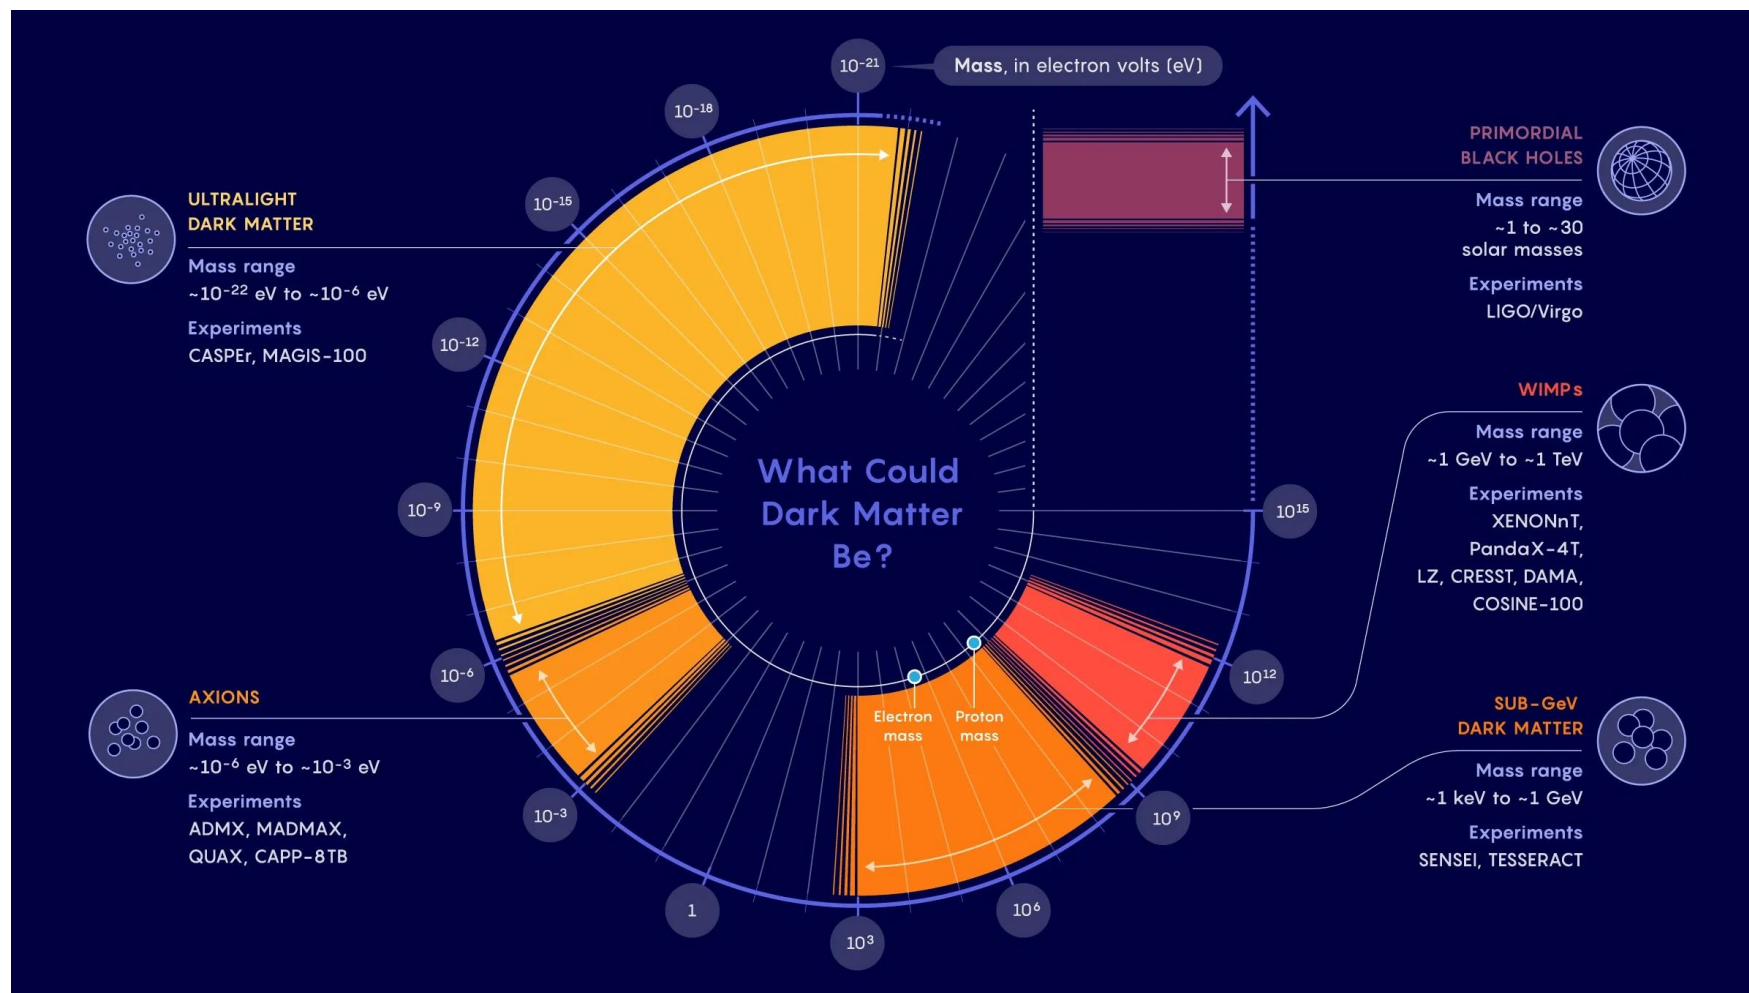 10⁻²¹
Mass, in electron volts (eV)
10⁻¹⁸
10⁻¹⁵
10⁻¹²
10⁻⁹
10⁻⁶
10⁻³
1
10³
10⁶
10⁹
10¹²
10¹⁵
What Could
Dark Matter
Be?
Electron
mass
Proton
mass
ULTRALIGHT
DARK MATTER
Mass range
~10⁻²² eV to ~10⁻⁶ eV
Experiments
CASPEr, MAGIS-100
AXIONS
Mass range
~10⁻⁶ eV to ~10⁻³ eV
Experiments
ADMX, MADMAX,
QUAX, CAPP-8TB
PRIMORDIAL
BLACK HOLES
Mass range
~1 to ~30
solar masses
Experiments
LIGO/Virgo
WIMPs
Mass range
~1 GeV to ~1 TeV
Experiments
XENONnT,
PandaX-4T,
LZ, CRESST, DAMA,
COSINE-100
SUB-GeV
DARK MATTER
Mass range
~1 keV to ~1 GeV
Experiments
SENSEI, TESSERACT